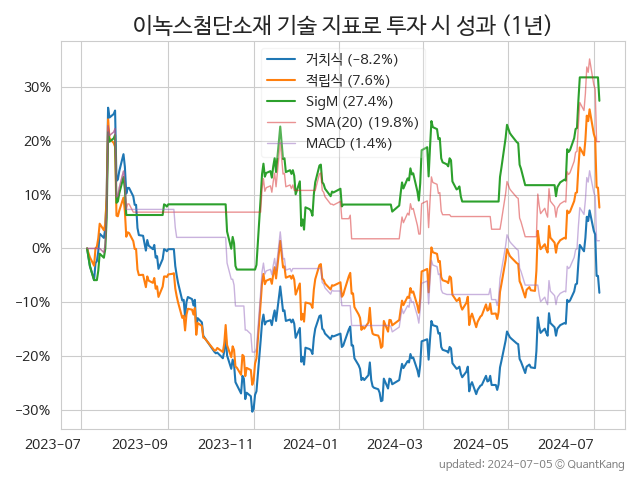 이녹스첨단소재 기술 지표로 투자 시 성과 (1년)
거치식 (−8.2%)
적립식 (7.6%)
SigM (27.4%)
SMA(20) (19.8%)
MACD (1.4%)
30%
20%
10%
0%
−10%
−20%
−30%
2023-07 2023-09 2023-11 2024-01 2024-03 2024-05 2024-07
updated: 2024-07-05 © QuantKang